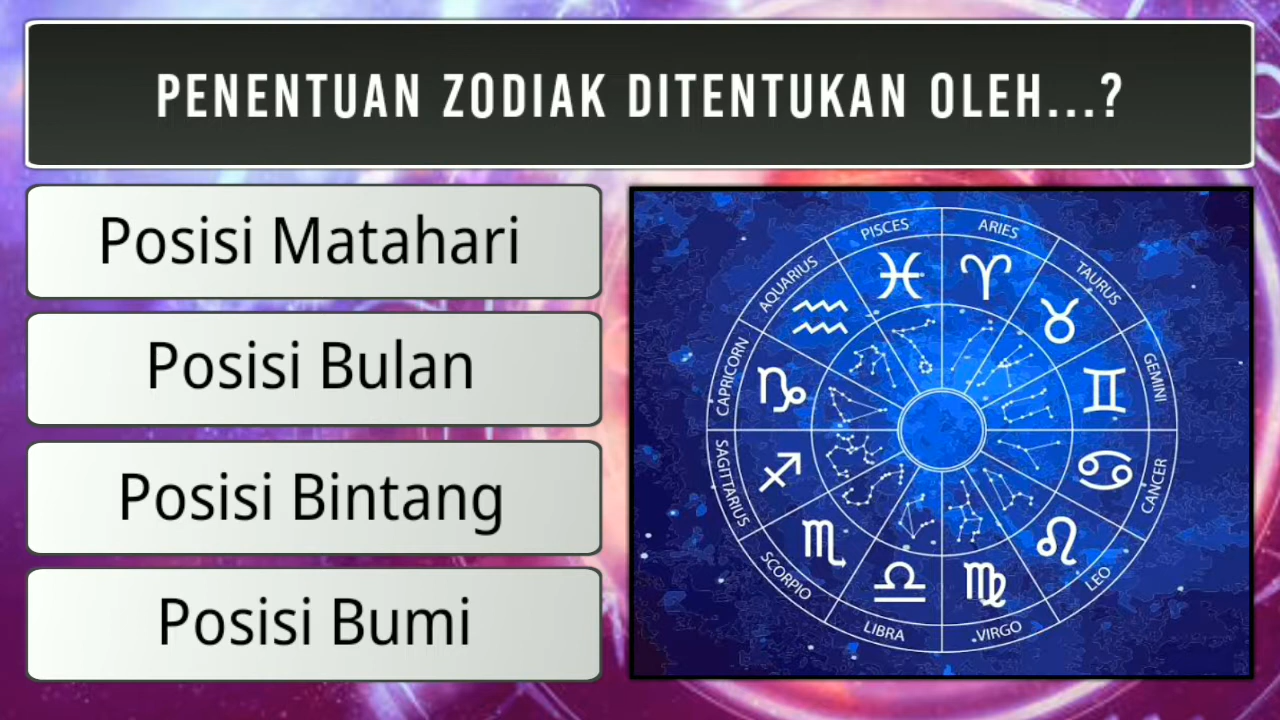 PENENTUAN ZODIAK DITENTUKAN OLEH...?
Posisi Matahari
Posisi Bulan
Posisi Bintang
Posisi Bumi
PISCES
ARIES
TAURUS
GEMINI
CANCER
LEO
VIRGO
LIBRA
SCORPIO
SAGITTARIUS
CAPRICORN
AQUARIUS